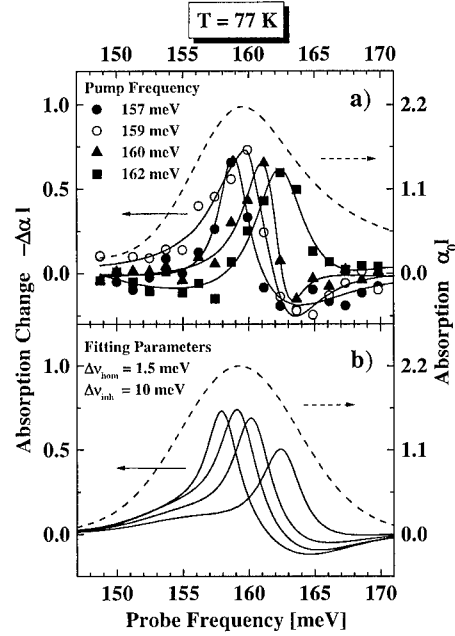 T = 77 K
150 155 160 165 170
Pump Frequency
157 meV
159 meV
160 meV
162 meV
a)
1.0
0.5
0.0
2.2
1.1
0.0
Absorption Change -Δα l
Absorption α₀l
Fitting Parameters
Δνhom = 1.5 meV
Δνinh = 10 meV
b)
1.0
0.5
0.0
2.2
1.1
0.0
150 155 160 165 170
Probe Frequency [meV]